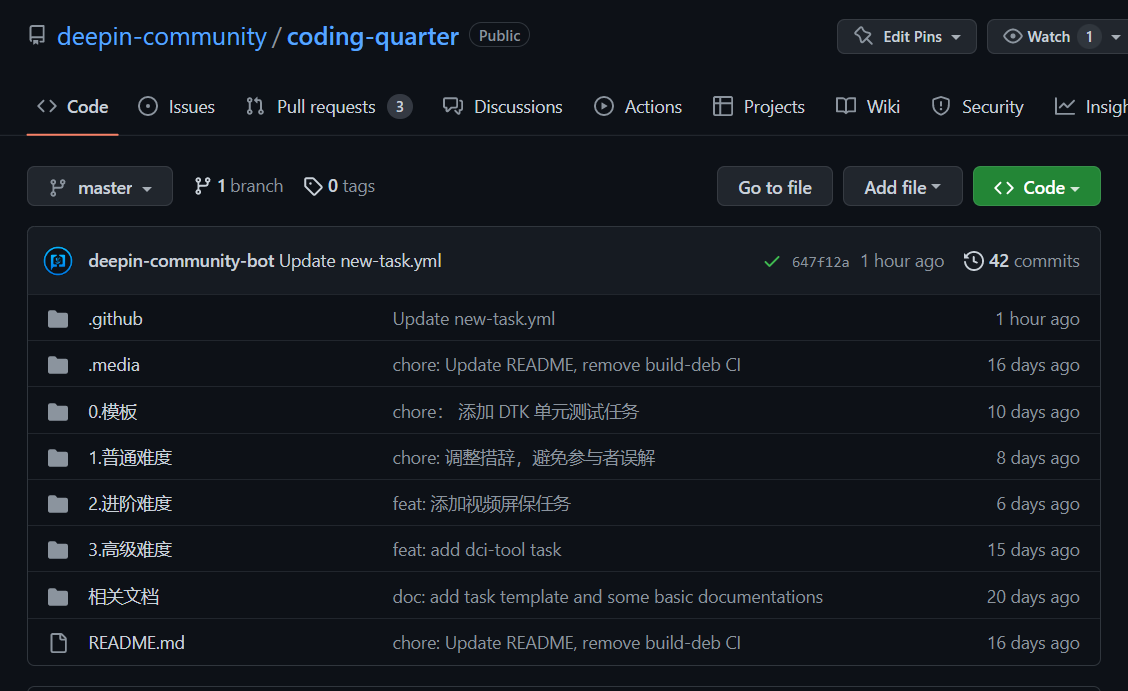 deepin-community / coding-quarter Public Edit Pins Watch 1
Code Issues Pull requests 3 Discussions Actions Projects Wiki Security Insigh
master 1 branch 0 tags Go to file Add file Code
deepin-community-bot Update new-task.yml 647f12a 1 hour ago 42 commits
.github Update new-task.yml 1 hour ago
.media chore: Update README, remove build-deb CI 16 days ago
0.模板 chore： 添加 DTK 单元测试任务 10 days ago
1.普通难度 chore: 调整措辞，避免参与者误解 8 days ago
2.进阶难度 feat: 添加视频屏保任务 6 days ago
3.高级难度 feat: add dci-tool task 15 days ago
相关文档 doc: add task template and some basic documentations 20 days ago
README.md chore: Update README, remove build-deb CI 16 days ago